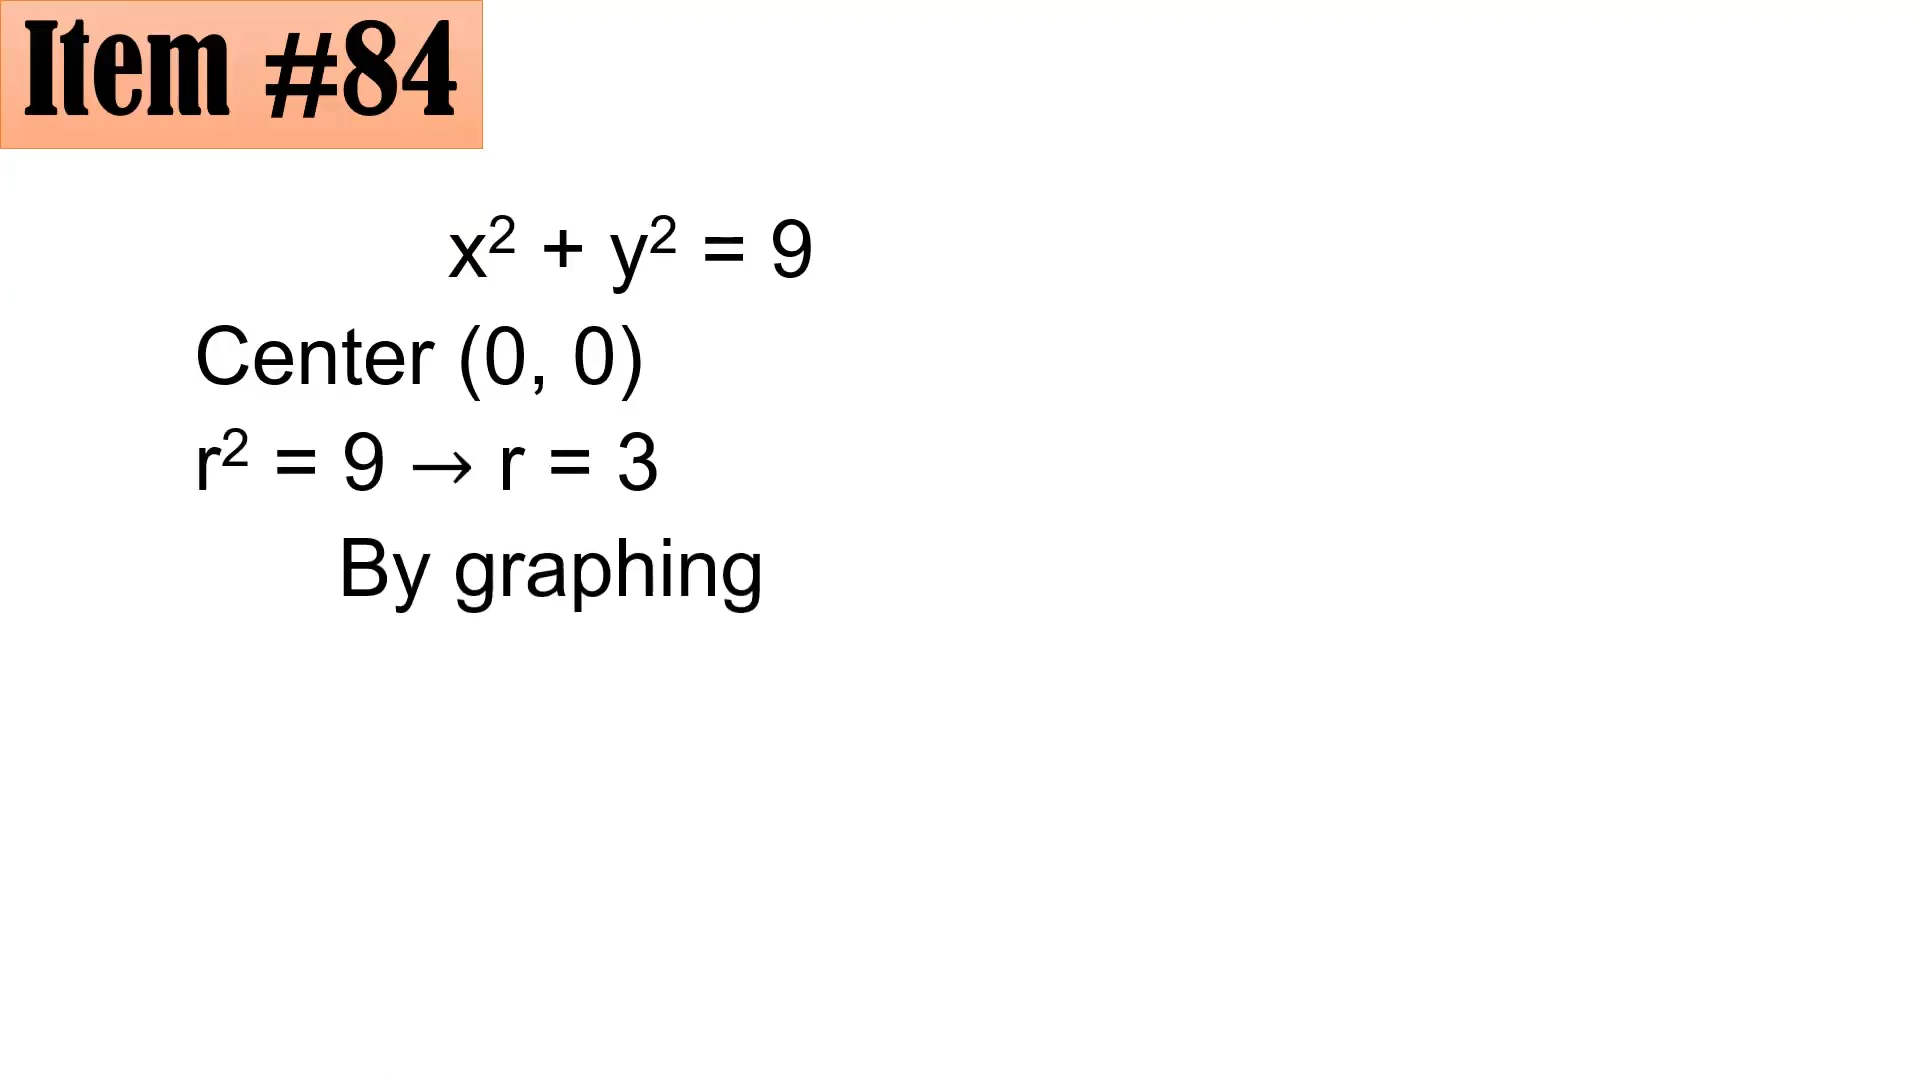 Item #84
x² + y² = 9
Center (0, 0)
r² = 9 → r = 3
By graphing